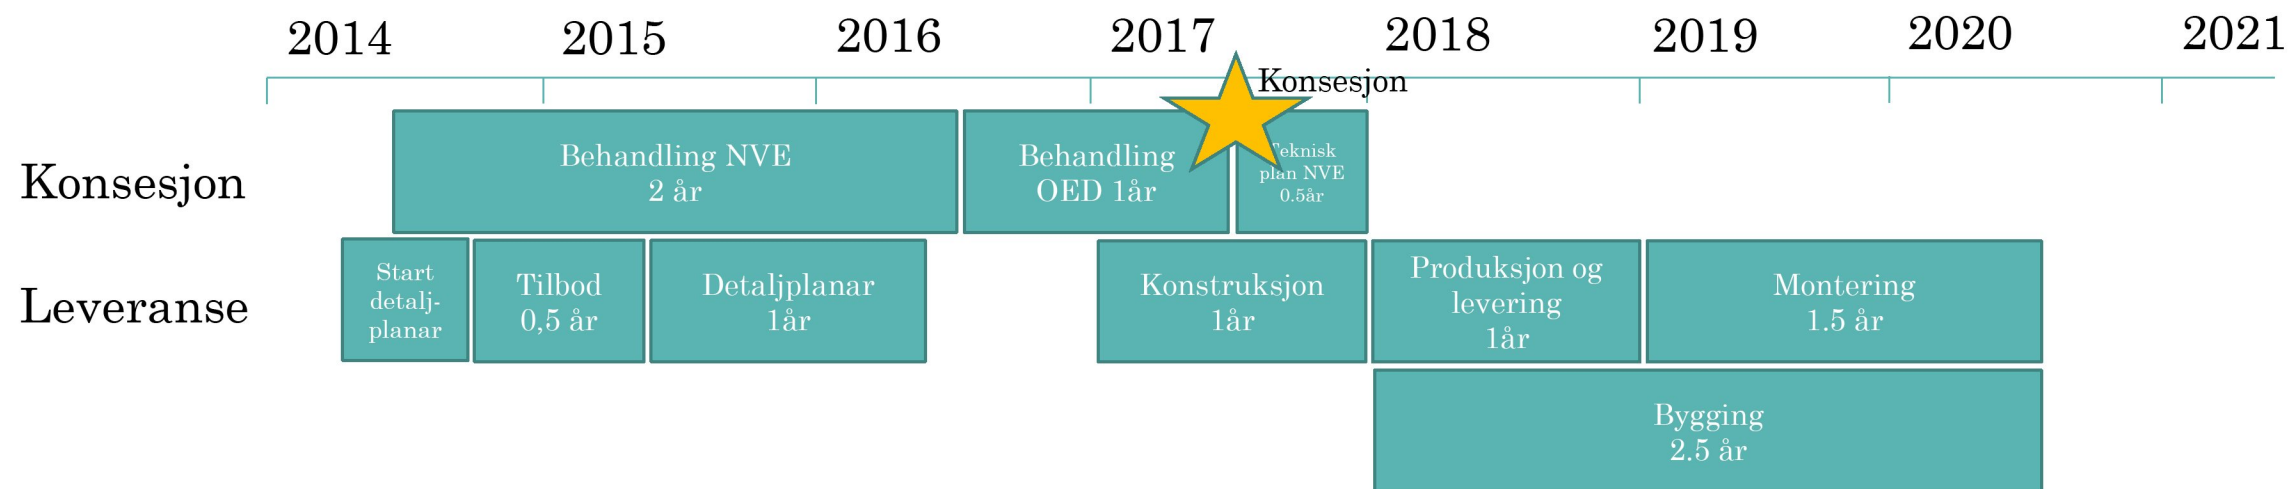 2014 2015 2016 2017 2018 2019 2020 2021
Konsesjon
Konsesjon
Behandling NVE
2 år
Behandling
OED 1år
Teknisk
plan NVE
0.5år
Leveranse
Start
detalj-
planar
Tilbod
0,5 år
Detaljplanar
1år
Konstruksjon
1år
Produksjon og
levering
1år
Montering
1.5 år
Bygging
2.5 år